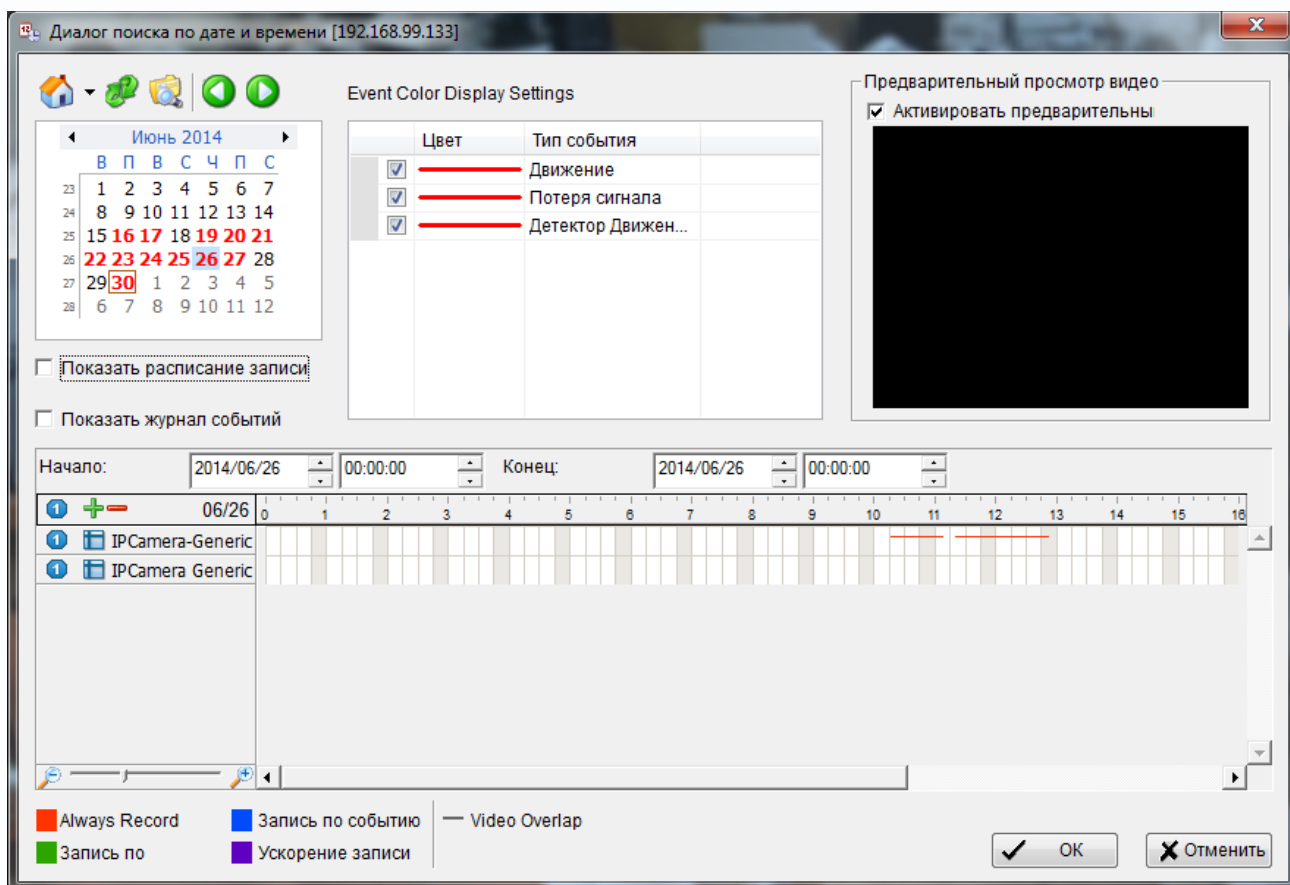 Диалог поиска по дате и времени [192.168.99.133]
Июнь 2014
В П В С Ч П С
23 1 2 3 4 5 6 7
24 8 9 10 11 12 13 14
25 15 16 17 18 19 20 21
26 22 23 24 25 26 27 28
27 29 30 1 2 3 4 5
28 6 7 8 9 10 11 12
Показать расписание записи
Показать журнал событий
Event Color Display Settings
Цвет Тип события
Движение
Потеря сигнала
Детектор Движен...
Предварительный просмотр видео
Активировать предварительны
Начало: 2014/06/26 00:00:00 Конец: 2014/06/26 00:00:00
1 06/26 0 1 2 3 4 5 6 7 8 9 10 11 12 13 14 15 16
1 IPCamera-Generic
1 IPCamera Generic
Always Record Запись по событию Video Overlap
Запись по Ускорение записи
OK Отменить